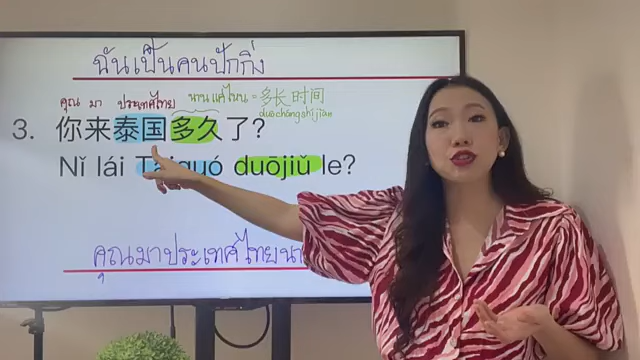 ฉันเป็นคนปักกิ่ง
คุณ มา ประเทศไทย นานแค่ไหน = 多长时间
duōchángshíjiān
3. 你来泰国多久了?
Nǐ lái Tàiguó duōjiǔ le?
คุณมาประเทศไทยนา